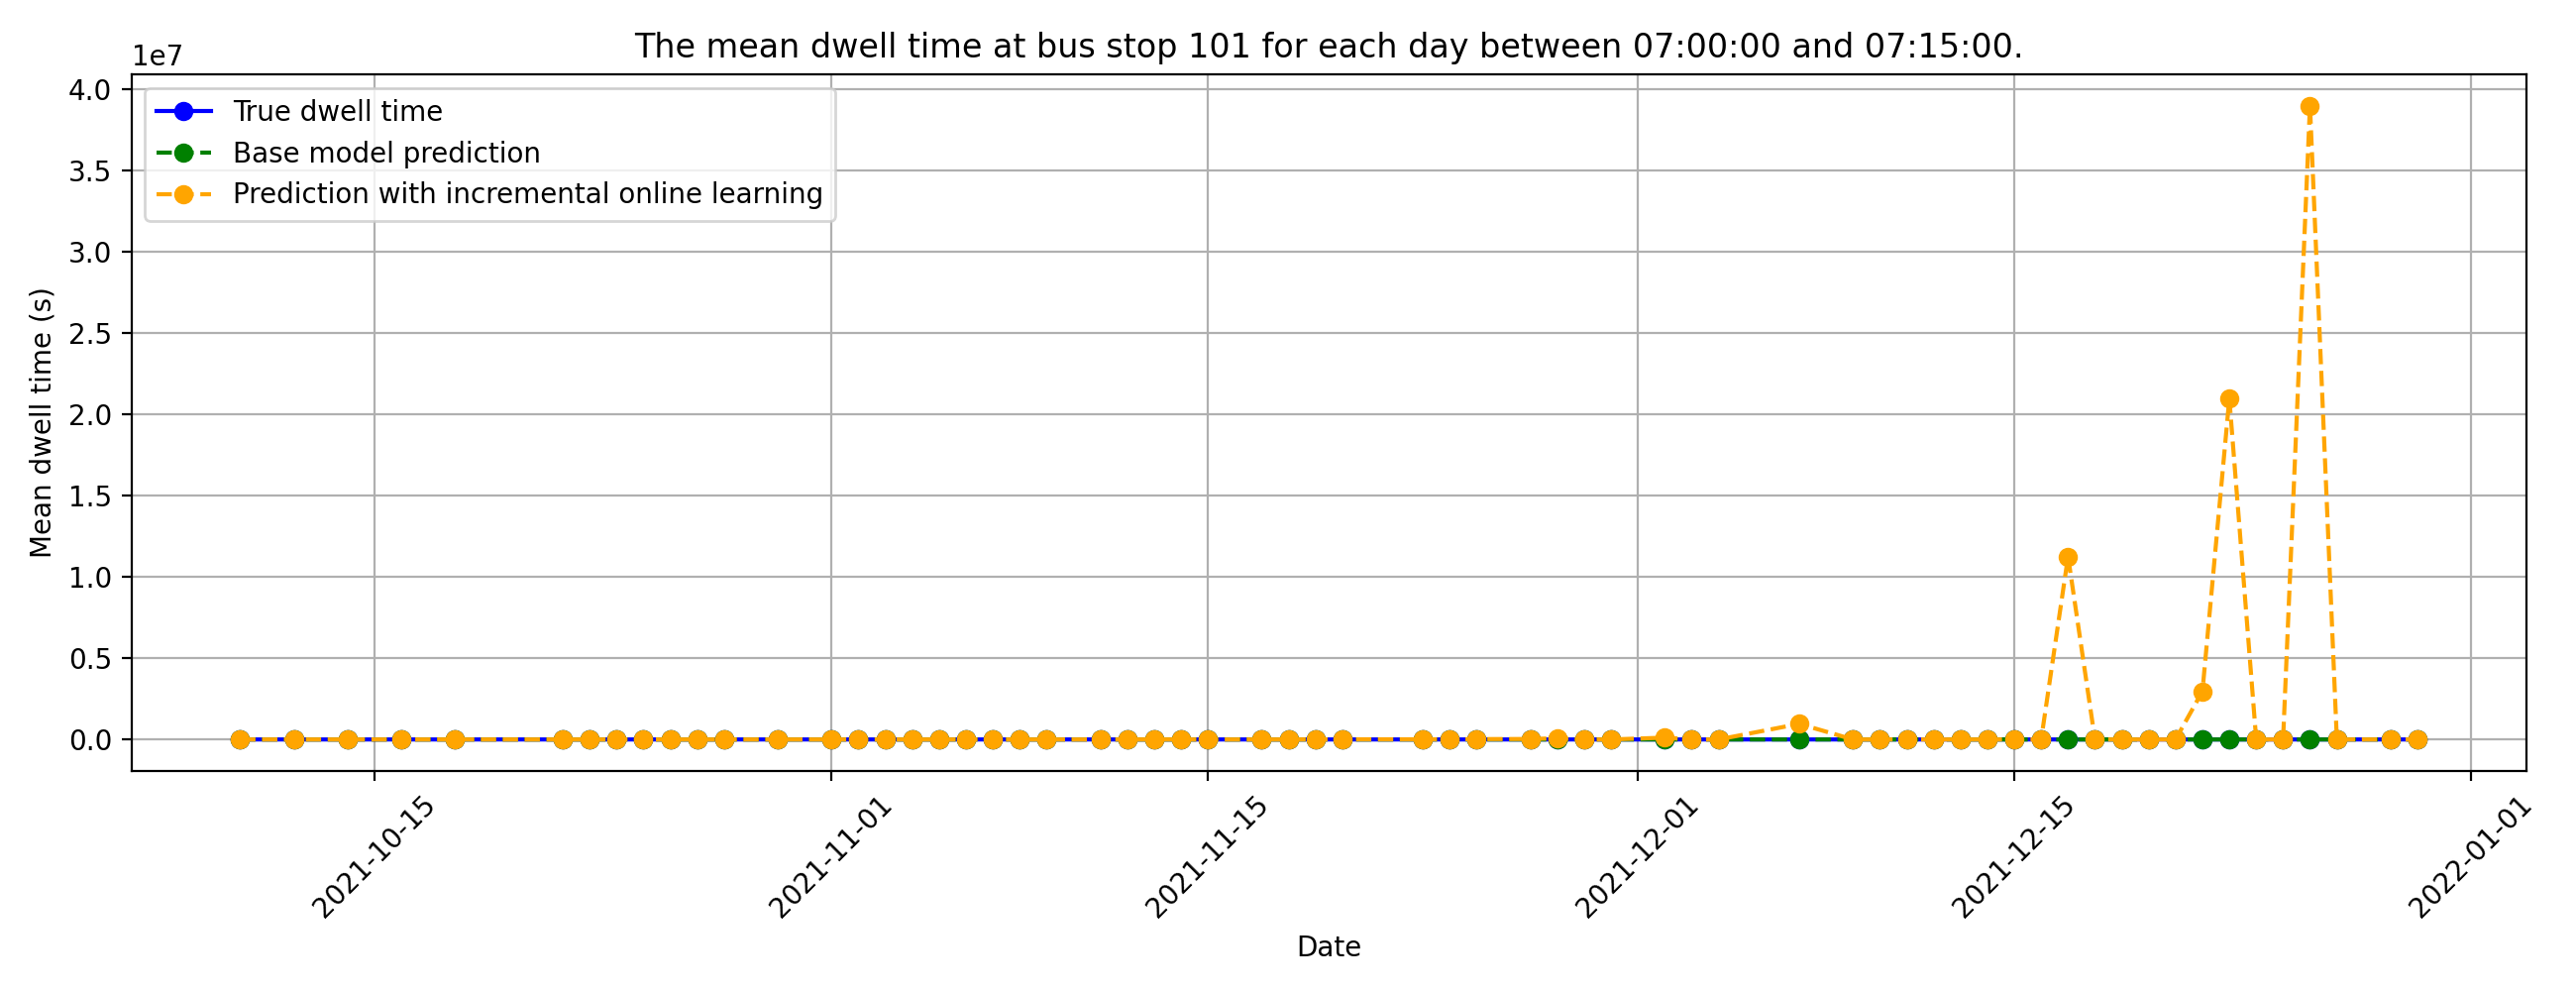 The mean dwell time at bus stop 101 for each day between 07:00:00 and 07:15:00.
1e7
4.0
3.5
3.0
2.5
2.0
1.5
1.0
0.5
0.0
Mean dwell time (s)
True dwell time
Base model prediction
Prediction with incremental online learning
2021-10-15
2021-11-01
2021-11-15
2021-12-01
2021-12-15
2022-01-01
Date